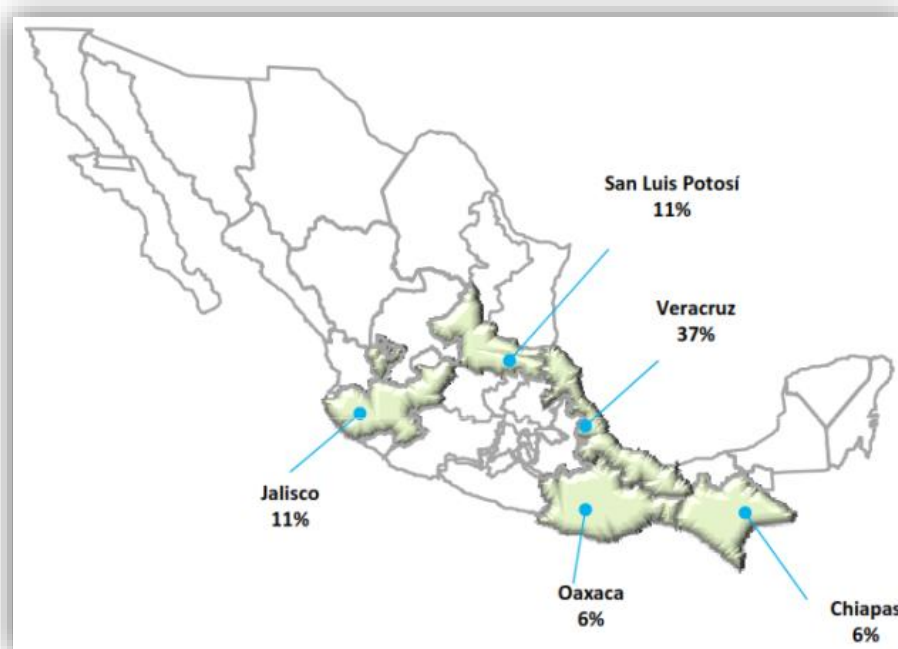 San Luis Potosí
11%
Veracruz
37%
Jalisco
11%
Oaxaca
6%
Chiapas
6%